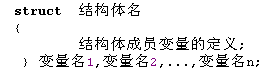 struct 结构体名
{
结构体成员变量的定义;
} 变量名1,变量名2,...,变量名n;